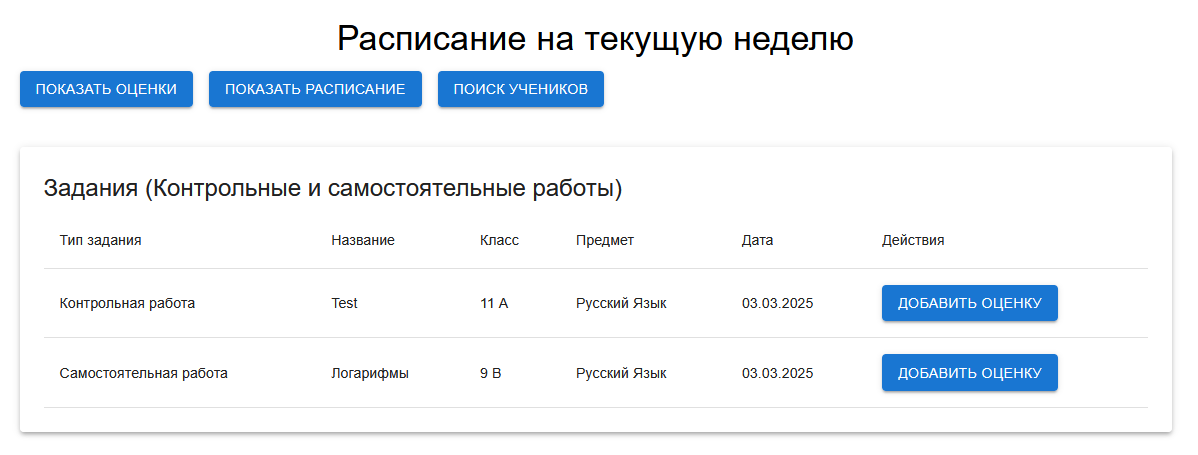 Расписание на текущую неделю
ПОКАЗАТЬ ОЦЕНКИ ПОКАЗАТЬ РАСПИСАНИЕ ПОИСК УЧЕНИКОВ
Задания (Контрольные и самостоятельные работы)
Тип задания Название Класс Предмет Дата Действия
Контрольная работа Test 11 А Русский Язык 03.03.2025 ДОБАВИТЬ ОЦЕНКУ
Самостоятельная работа Логарифмы 9 В Русский Язык 03.03.2025 ДОБАВИТЬ ОЦЕНКУ